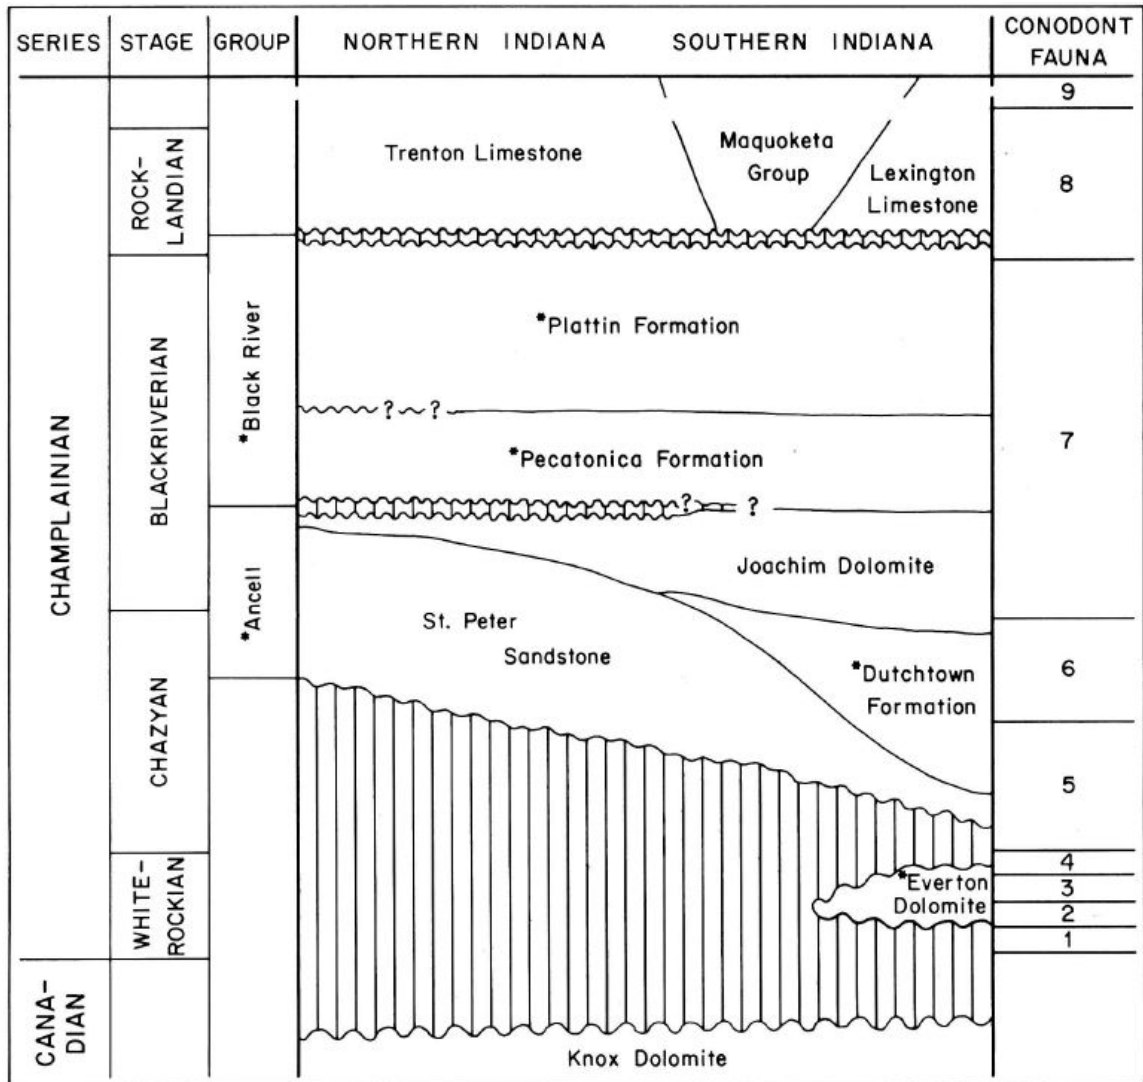 SERIES STAGE GROUP NORTHERN INDIANA SOUTHERN INDIANA CONODONT
FAUNA
9
Trenton Limestone
Maquoketa
Group
Lexington
Limestone
8
ROCK-
LANDIAN
*Plattin Formation
*Black River
? ?
7
*Pecatonica Formation
BLACKRIVERIAN
? ?
CHAMPLAINIAN
Joachim Dolomite
*Ancell
St. Peter
Sandstone
*Dutchtown
Formation
6
CHAZYAN
5
4
*Everton
Dolomite
3
2
1
WHITE-
ROCKIAN
CANA-
DIAN
Knox Dolomite